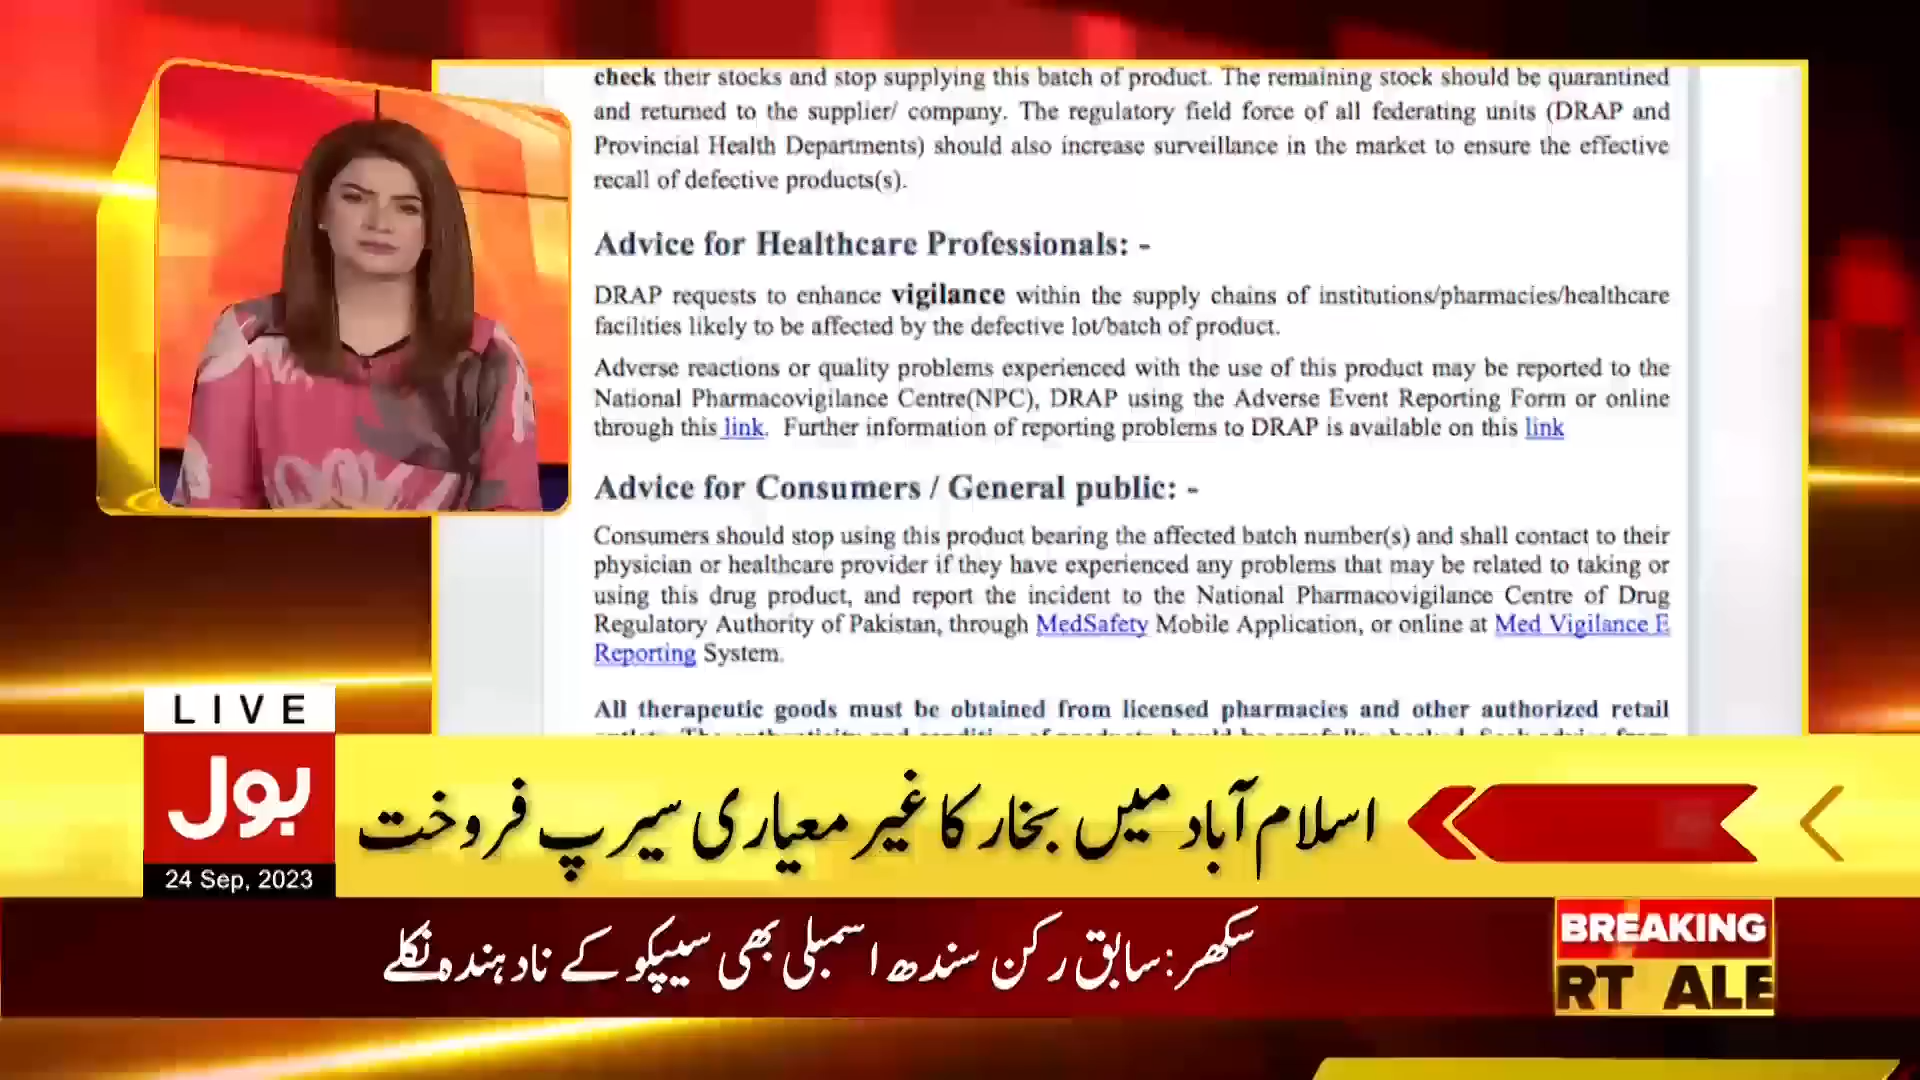 check their stocks and stop supplying this batch of product. The remaining stock should be quarantined
and returned to the supplier/ company. The regulatory field force of all federating units (DRAP and
Provincial Health Departments) should also increase surveillance in the market to ensure the effective
recall of defective products(s).
Advice for Healthcare Professionals: -
DRAP requests to enhance vigilance within the supply chains of institutions/pharmacies/healthcare
facilities likely to be affected by the defective lot/batch of product.
Adverse reactions or quality problems experienced with the use of this product may be reported to the
National Pharmacovigilance Centre(NPC), DRAP using the Adverse Event Reporting Form or online
through this link. Further information of reporting problems to DRAP is available on this link
Advice for Consumers / General public: -
Consumers should stop using this product bearing the affected batch number(s) and shall contact to their
physician or healthcare provider if they have experienced any problems that may be related to taking or
using this drug product, and report the incident to the National Pharmacovigilance Centre of Drug
Regulatory Authority of Pakistan, through MedSafety Mobile Application, or online at Med Vigilance E
Reporting System.
All therapeutic goods must be obtained from licensed pharmacies and other authorized retail
LIVE
بول
24 Sep, 2023
اسلام آباد میں بخار کا غیر معیاری سیرپ فروخت
سکھر: سابق رکن سندھ اسمبلی بھی سیپکو کے نادہندہ نکلے
BREAKING
RT ALE